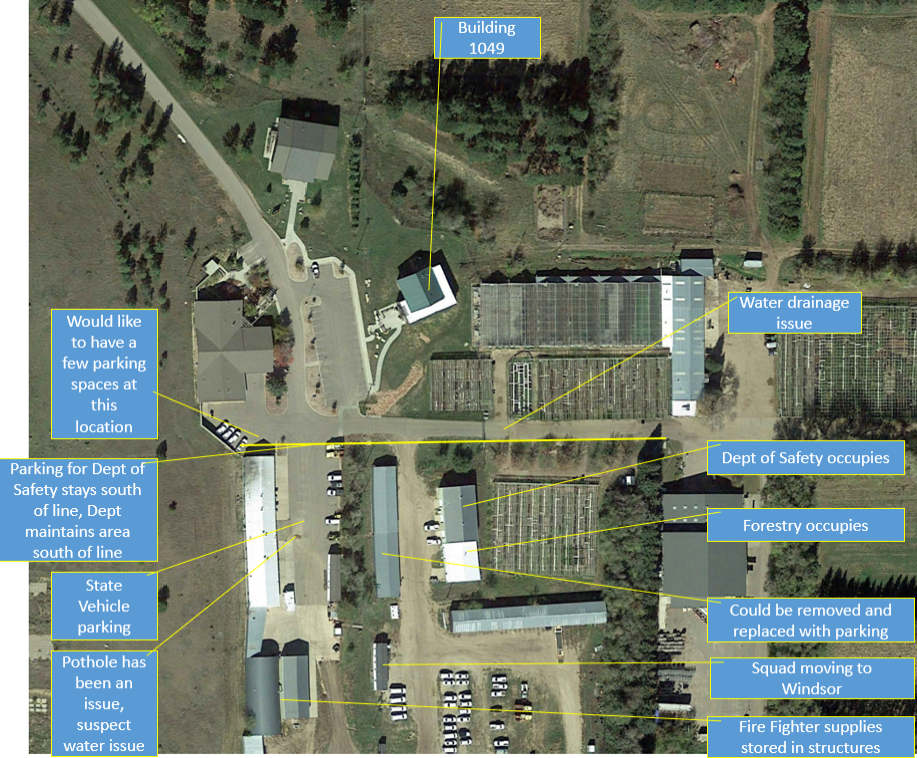 Building
1049
Water drainage
issue
Would like
to have a
few parking
spaces at
this
location
Parking for Dept of
Safety stays south
of line, Dept
maintains area
south of line
Dept of Safety occupies
Forestry occupies
State
Vehicle
parking
Could be removed and
replaced with parking
Pothole has
been an
issue,
suspect
water issue
Squad moving to
Windsor
Fire Fighter supplies
stored in structures